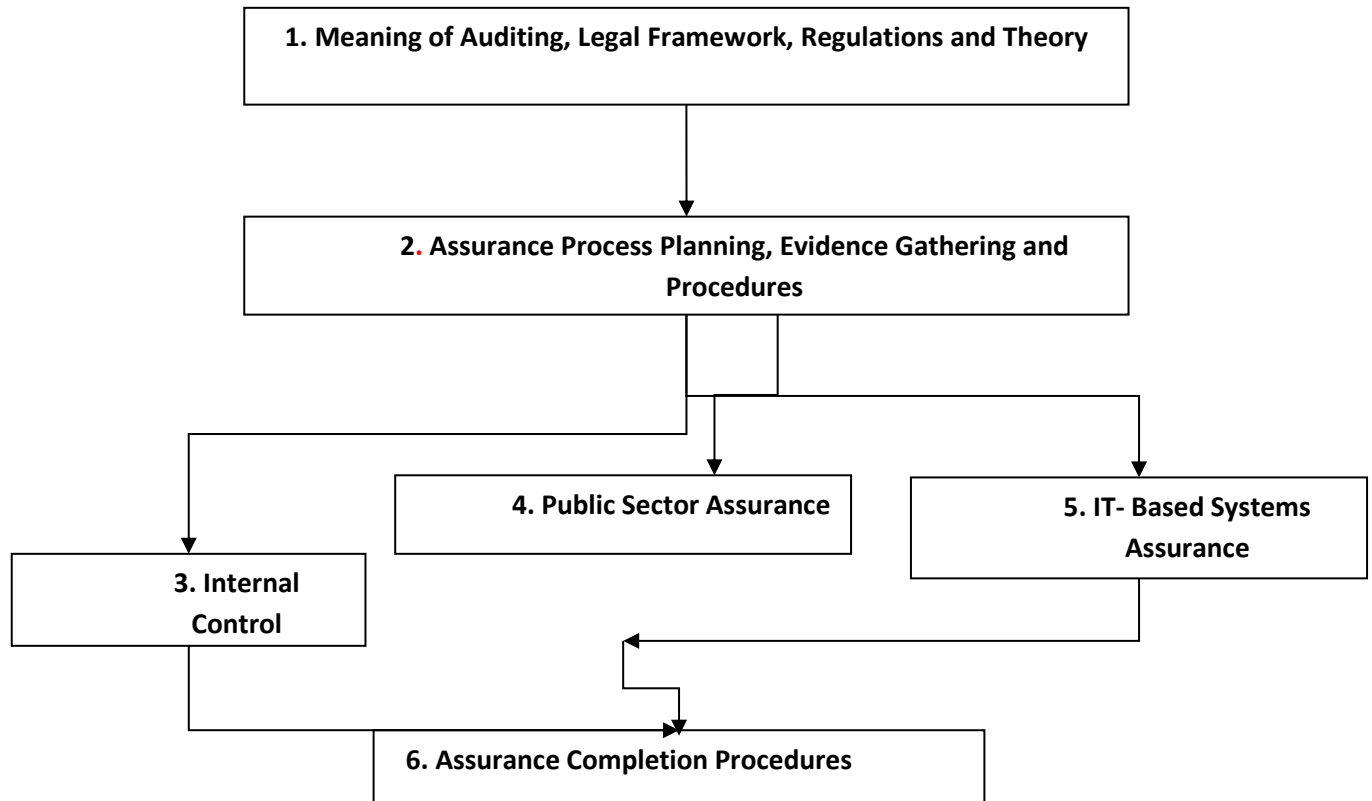 1. Meaning of Auditing, Legal Framework, Regulations and Theory
2. Assurance Process Planning, Evidence Gathering and
Procedures
4. Public Sector Assurance
5. IT- Based Systems
Assurance
3. Internal
Control
6. Assurance Completion Procedures